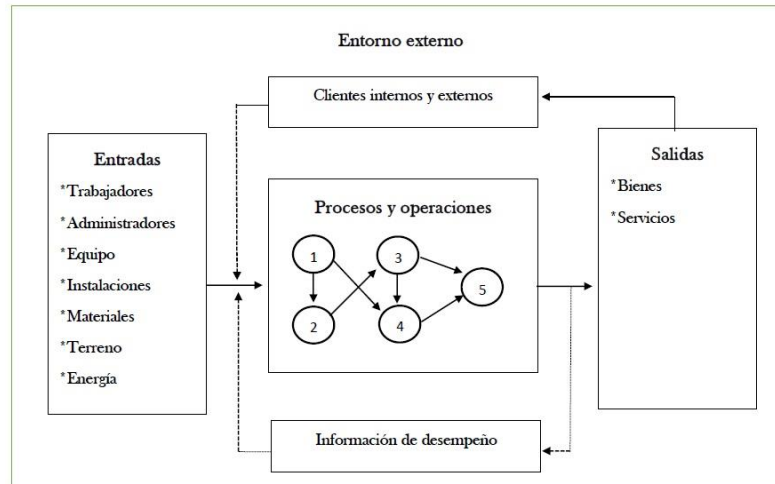 Entorno externo
Clientes internos y externos
Entradas
*Trabajadores
*Administradores
*Equipo
*Instalaciones
*Materiales
*Terreno
*Energía
Procesos y operaciones
1
3
5
2
4
Salidas
*Bienes
*Servicios
Información de desempeño